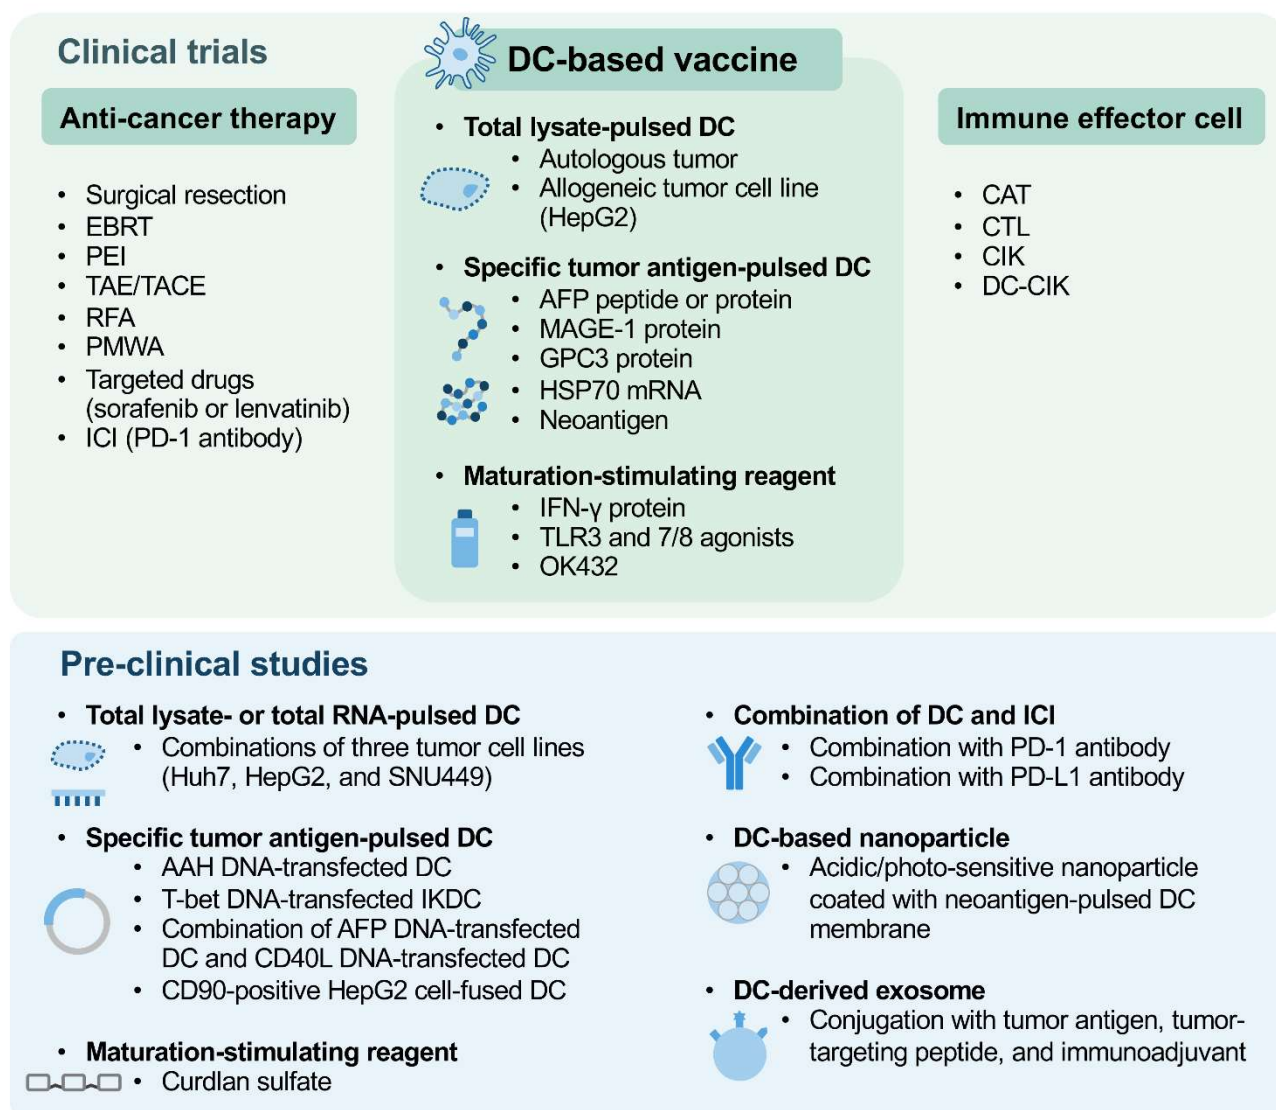 Clinical trials
Anti-cancer therapy
• Surgical resection
• EBRT
• PEI
• TAE/TACE
• RFA
• PMWA
• Targeted drugs
(sorafenib or lenvatinib)
• ICI (PD-1 antibody)
DC-based vaccine
• Total lysate-pulsed DC
• Autologous tumor
• Allogeneic tumor cell line
(HepG2)
• Specific tumor antigen-pulsed DC
• AFP peptide or protein
• MAGE-1 protein
• GPC3 protein
• HSP70 mRNA
• Neoantigen
• Maturation-stimulating reagent
• IFN-γ protein
• TLR3 and 7/8 agonists
• OK432
Immune effector cell
• CAT
• CTL
• CIK
• DC-CIK
Pre-clinical studies
• Total lysate- or total RNA-pulsed DC
• Combinations of three tumor cell lines
(Huh7, HepG2, and SNU449)
• Specific tumor antigen-pulsed DC
• AAH DNA-transfected DC
• T-bet DNA-transfected IKDC
• Combination of AFP DNA-transfected
DC and CD40L DNA-transfected DC
• CD90-positive HepG2 cell-fused DC
• Maturation-stimulating reagent
• Curdlan sulfate
• Combination of DC and ICI
• Combination with PD-1 antibody
• Combination with PD-L1 antibody
• DC-based nanoparticle
• Acidic/photo-sensitive nanoparticle
coated with neoantigen-pulsed DC
membrane
• DC-derived exosome
• Conjugation with tumor antigen, tumor-
targeting peptide, and immunoadjuvant